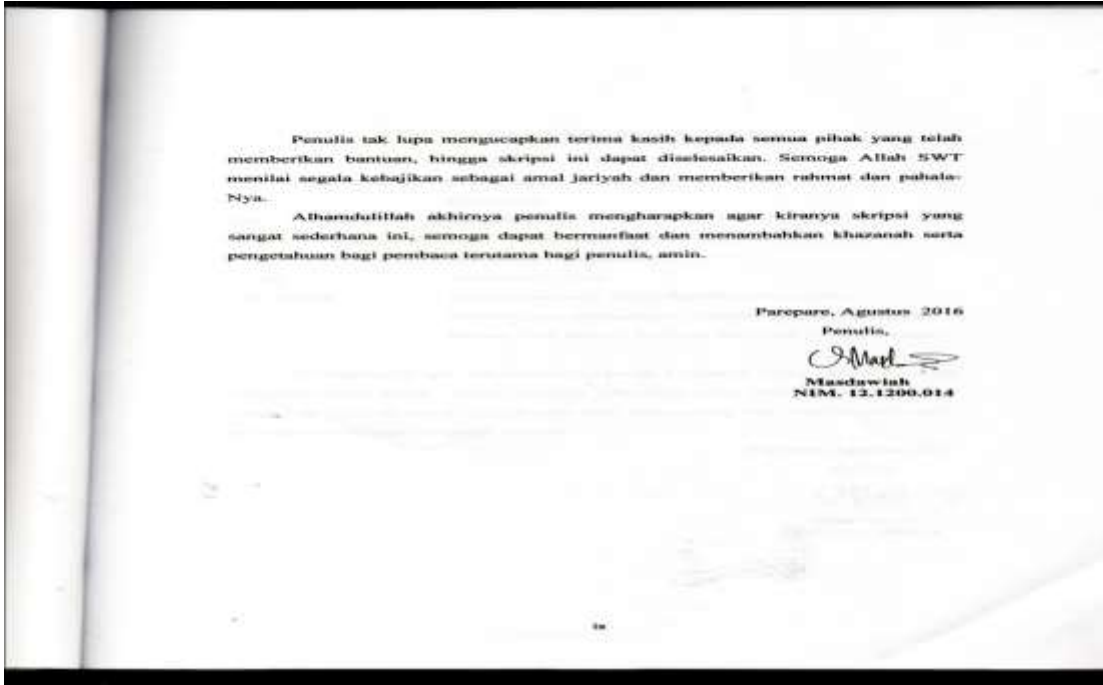 Penulis tak lupa mengucapkan terima kasih kepada semua pihak yang telah
memberikan bantuan, hingga skripsi ini dapat diselesaikan. Semoga Allah SWT
menilai segala kebajikan sebagai amal jariyah dan memberikan rahmat dan pahala-
Nya.
Alhamdulillah akhirnya penulis mengharapkan agar kiranya skripsi yang
sangat sederhana ini, semoga dapat bermanfaat dan menambahkan khazanah serta
pengetahuan bagi pembaca terutama bagi penulis, amin.
Parepare, Agustus 2016
Penulis,
Masdawiah
NIM. 12.1200.014